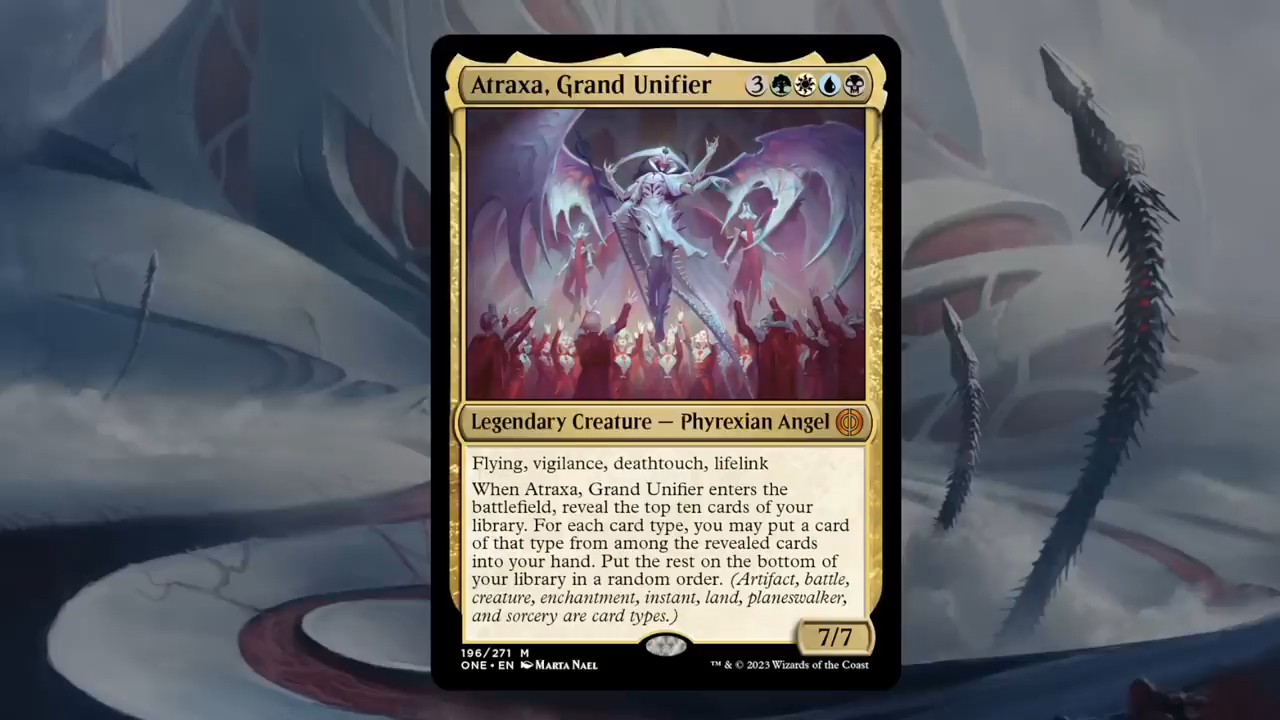 Atraxa, Grand Unifier 3
Legendary Creature — Phyrexian Angel
Flying, vigilance, deathtouch, lifelink
When Atraxa, Grand Unifier enters the
battlefield, reveal the top ten cards of your
library. For each card type, you may put a card
of that type from among the revealed cards
into your hand. Put the rest on the bottom of
your library in a random order. (Artifact, battle,
creature, enchantment, instant, land, planeswalker,
and sorcery are card types.)
7/7
196/271 M
ONE • EN Marta Nael ™ & © 2023 Wizards of the Coast